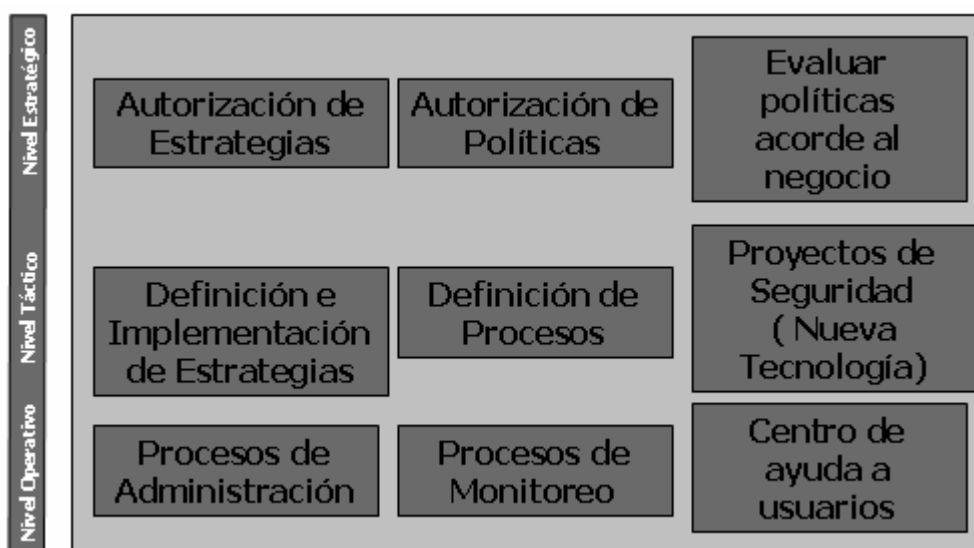 Nivel Estratégico
Autorización de
Estrategias
Autorización de
Políticas
Evaluar
políticas
acorde al
negocio
Nivel Táctico
Definición e
Implementación
de Estrategias
Definición de
Procesos
Proyectos de
Seguridad
( Nueva
Tecnología)
Nivel Operativo
Procesos de
Administración
Procesos de
Monitoreo
Centro de
ayuda a
usuarios